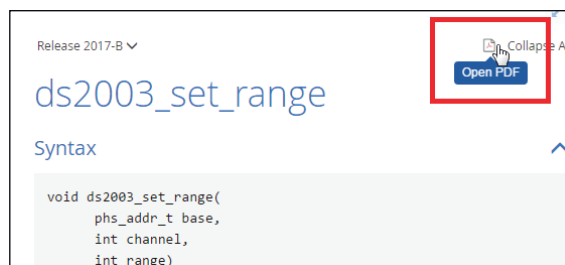 Release 2017-B
Collapse A
Open PDF
ds2003_set_range
Syntax
void ds2003_set_range(
phs_addr_t base,
int channel,
int range)